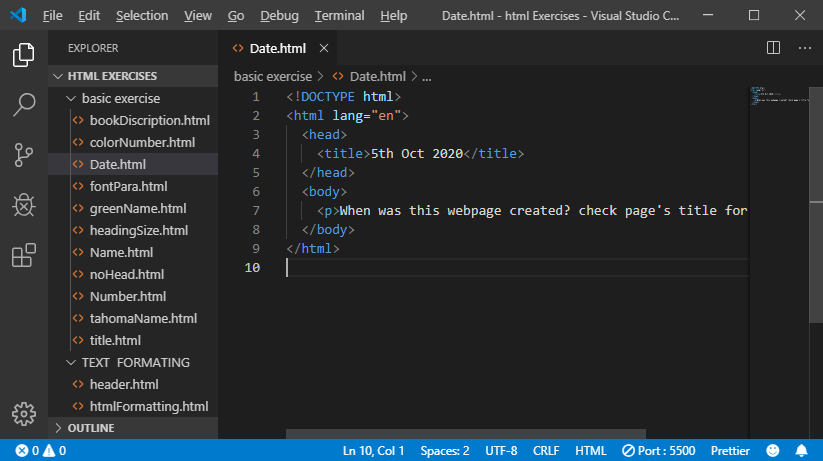 File Edit Selection View Go Debug Terminal Help Date.html - html Exercises - Visual Studio C...
EXPLORER
HTML EXERCISES
basic exercise
bookDiscription.html
colorNumber.html
Date.html
fontPara.html
greenName.html
headingSize.html
Name.html
noHead.html
Number.html
tahomaName.html
title.html
TEXT FORMATING
header.html
htmlFormatting.html
OUTLINE
Date.html
basic exercise > Date.html > ...
1 <!DOCTYPE html>
2 <html lang="en">
3 <head>
4 <title>5th Oct 2020</title>
5 </head>
6 <body>
7 <p>When was this webpage created? check page's title for
8 </body>
9 </html>
10
0 0 Ln 10, Col 1 Spaces: 2 UTF-8 CRLF HTML Port : 5500 Prettier